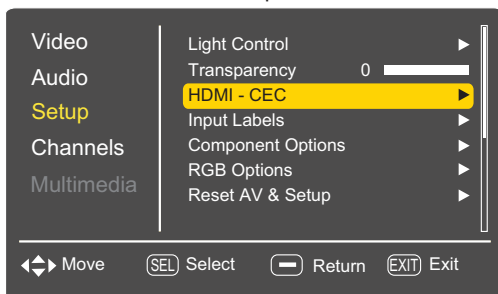 Video
Audio
Setup
Channels
Multimedia
Light Control
Transparency 0
HDMI - CEC
Input Labels
Component Options
RGB Options
Reset AV & Setup
Move SEL Select Return EXIT Exit